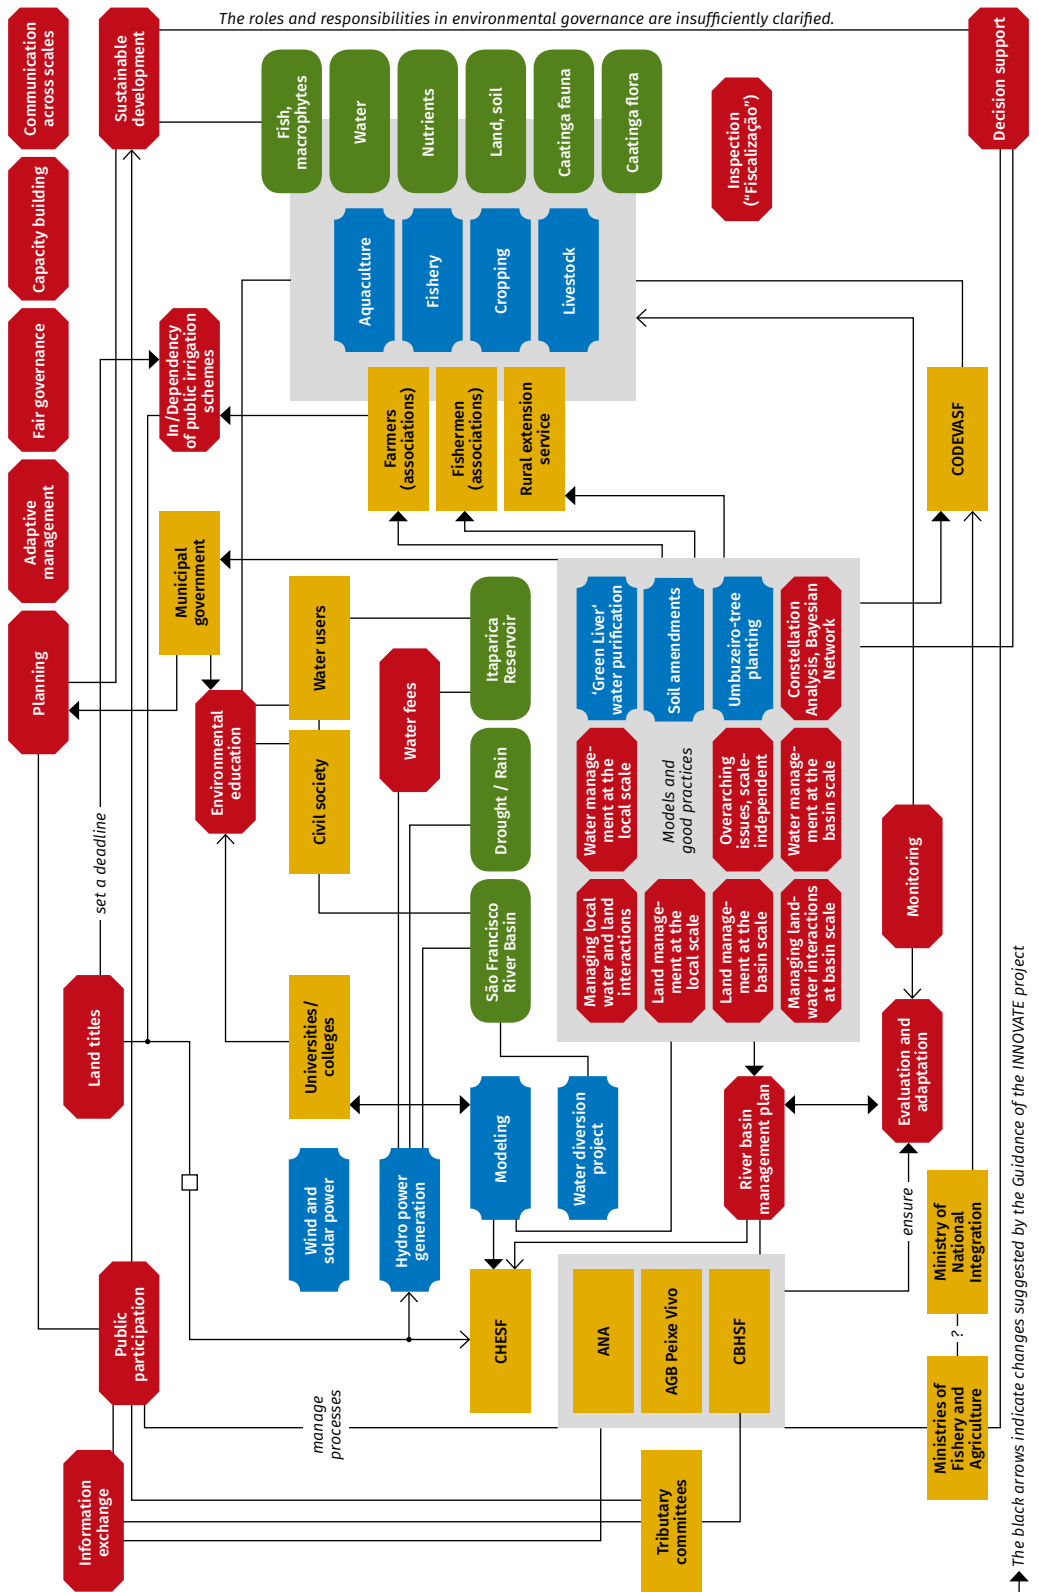 The roles and responsibilities in environmental governance are insufficiently clarified.
Information
exchange
Public
participation
Land titles
set a deadline
Planning
Adaptive
management
Fair governance
Capacity building
Communication
across scales
Sustainable
development
In/Dependency
of public irrigation
schemes
Municipal
government
Environmental
education
manage
processes
Wind and
solar power
Universities/
colleges
Civil society
Water users
Hydro power
generation
Water fees
CHESF
Modeling
São Francisco
River Basin
Drought / Rain
Itaparica
Reservoir
Water diversion
project
Farmers
(associations)
Fishermen
(associations)
Rural extension
service
Aquaculture
Fishery
Cropping
Livestock
Fish,
macrophytes
Water
Nutrients
Land, soil
Caatinga fauna
Caatinga flora
Tributary
committees
ANA
AGB Peixe Vivo
CBHSF
River basin
management plan
Managing local
water and land
interactions
Land manage-
ment at the
local scale
Land manage-
ment at the
basin scale
Managing land-
water interactions
at basin scale
Water manage-
ment at the
local scale
Models and
good practices
Overarching
issues, scale-
independent
Water manage-
ment at the
basin scale
‘Green Liver‘
water purification
Soil amendments
Umbuzeiro-tree
planting
Constellation
Analysis, Bayesian
Network
Inspection
(“Fiscalização”)
ensure
Evaluation and
adaptation
Monitoring
Ministries of
Fishery and
Agriculture
?
Ministry of
National
Integration
CODEVASF
Decision support
The black arrows indicate changes suggested by the Guidance of the INNOVATE project